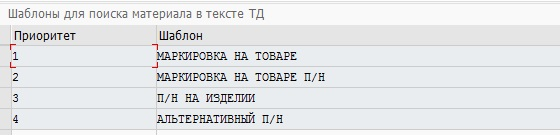 Шаблоны для поиска материала в тексте ТД
Приоритет Шаблон
1 МАРКИРОВКА НА ТОВАРЕ
2 МАРКИРОВКА НА ТОВАРЕ П/Н
3 П/Н НА ИЗДЕЛИИ
4 АЛЬТЕРНАТИВНЫЙ П/Н